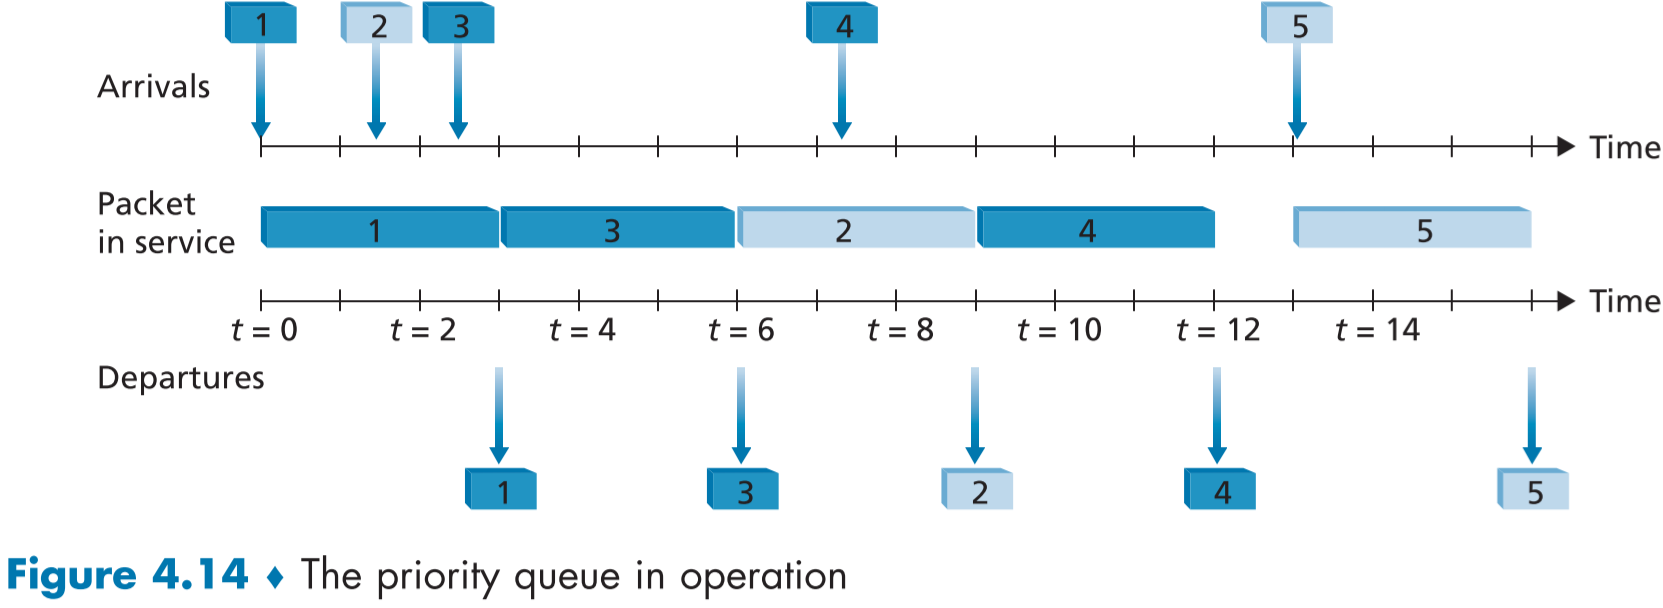 1 2 3 4 5
Arrivals
Time
Packet
in service
1 3 2 4 5
Time
t = 0 t = 2 t = 4 t = 6 t = 8 t = 10 t = 12 t = 14
Departures
1 3 2 4 5
Figure 4.14 ♦ The priority queue in operation